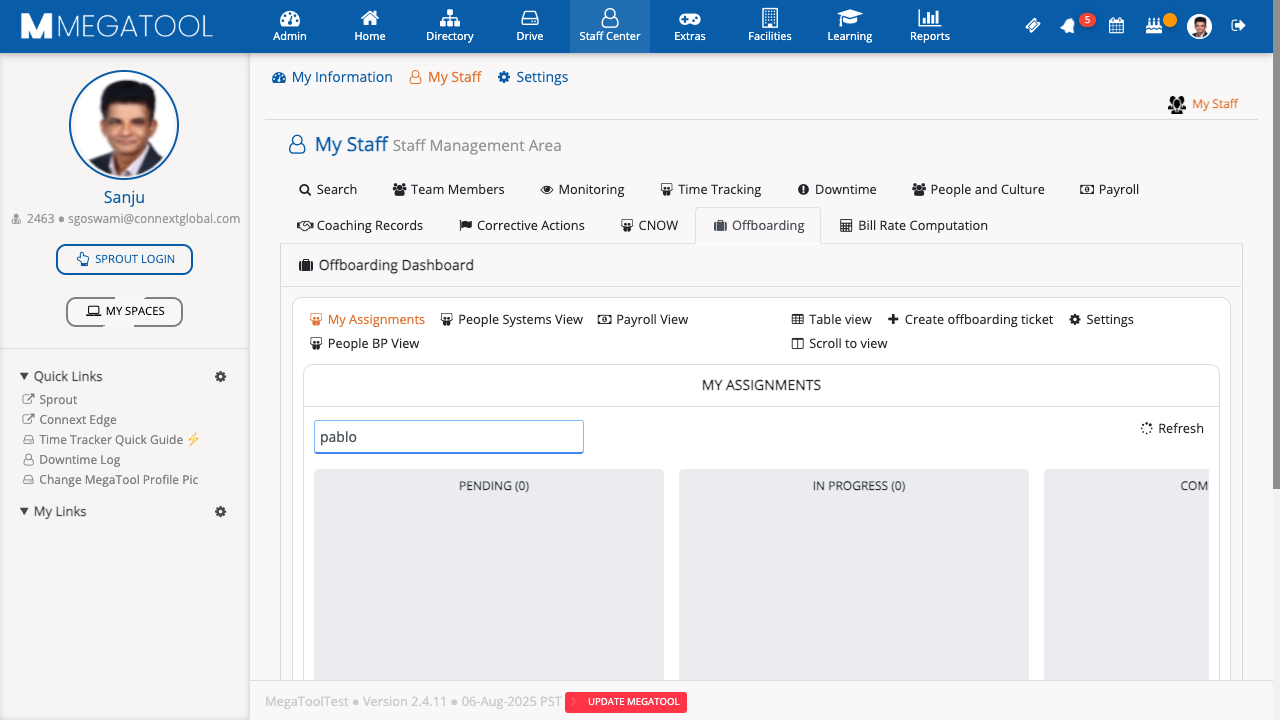 MEGATOOL
Admin
Home
Directory
Drive
Staff Center
Extras
Facilities
Learning
Reports
5
Sanju
2463 ● sgoswami@connextglobal.com
SPROUT LOGIN
MY SPACES
Quick Links
Sprout
Connext Edge
Time Tracker Quick Guide ⚡
Downtime Log
Change MegaTool Profile Pic
My Links
My Information
My Staff
Settings
My Staff
My Staff Staff Management Area
Search
Team Members
Monitoring
Time Tracking
Downtime
People and Culture
Payroll
Coaching Records
Corrective Actions
CNOW
Offboarding
Bill Rate Computation
Offboarding Dashboard
My Assignments
People Systems View
Payroll View
People BP View
Table view
Create offboarding ticket
Settings
Scroll to view
MY ASSIGNMENTS
pablo
Refresh
PENDING (0)
IN PROGRESS (0)
COM
MegaToolTest ● Version 2.4.11 ● 06-Aug-2025 PST
UPDATE MEGATOOL